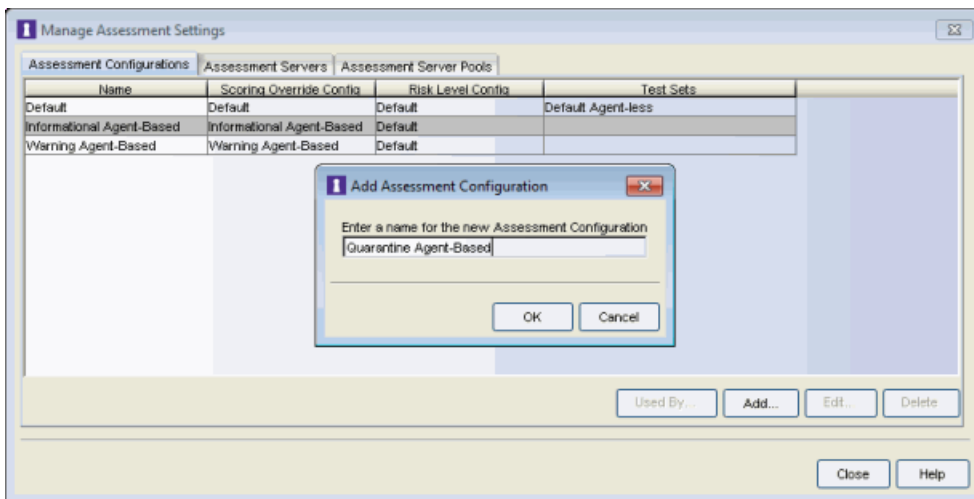 Manage Assessment Settings
Assessment Configurations Assessment Servers Assessment Server Pools
Name Scoring Override Config Risk Level Config Test Sets
Default Default Default Default Agent-less
Informational Agent-Based Informational Agent-Based Default
Warning Agent-Based Warning Agent-Based Default
Add Assessment Configuration
Enter a name for the new Assessment Configuration
Quarantine Agent-Based
OK Cancel
Used By... Add... Edit... Delete
Close Help